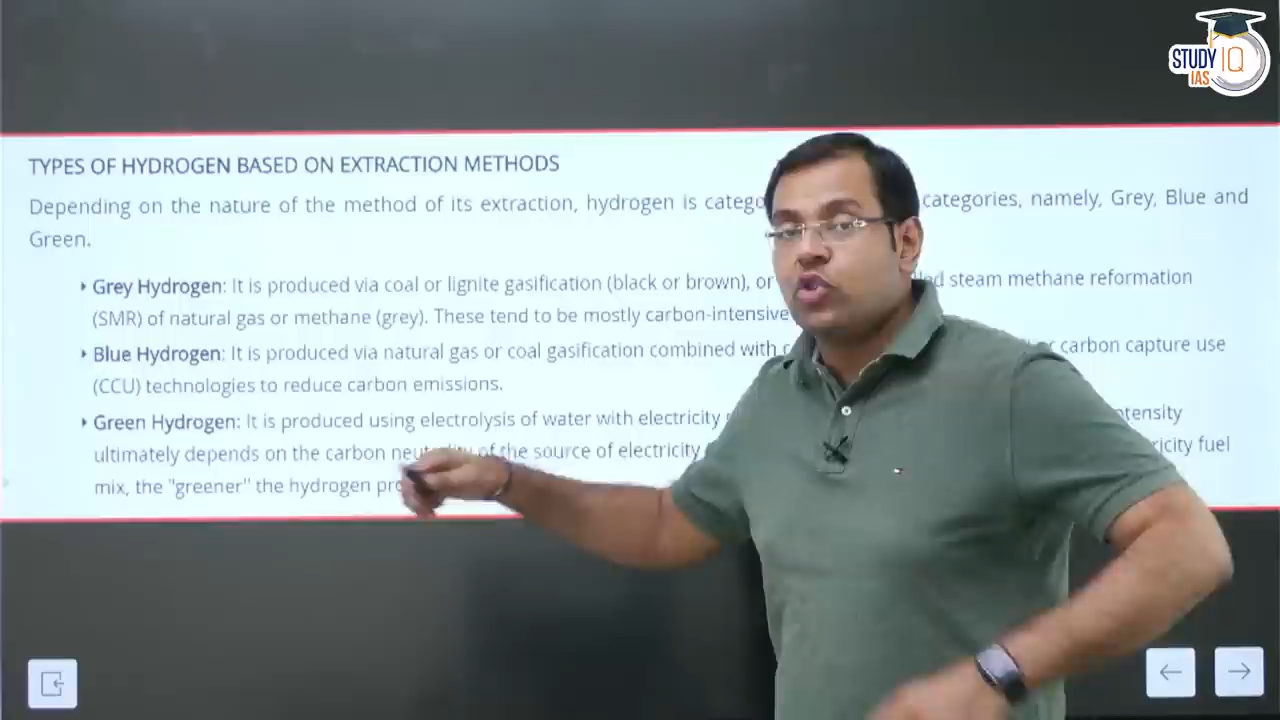 STUDY IQ
IAS
TYPES OF HYDROGEN BASED ON EXTRACTION METHODS
Depending on the nature of the method of its extraction, hydrogen is catego categories, namely, Grey, Blue and
Green.
‣ Grey Hydrogen: It is produced via coal or lignite gasification (black or brown), or steam methane reformation
(SMR) of natural gas or methane (grey). These tend to be mostly carbon-intensive
‣ Blue Hydrogen: It is produced via natural gas or coal gasification combined with carbon capture use
(CCU) technologies to reduce carbon emissions.
‣ Green Hydrogen: It is produced using electrolysis of water with electricity
ultimately depends on the carbon neutrality of the source of electricity fuel
mix, the "greener" the hydrogen